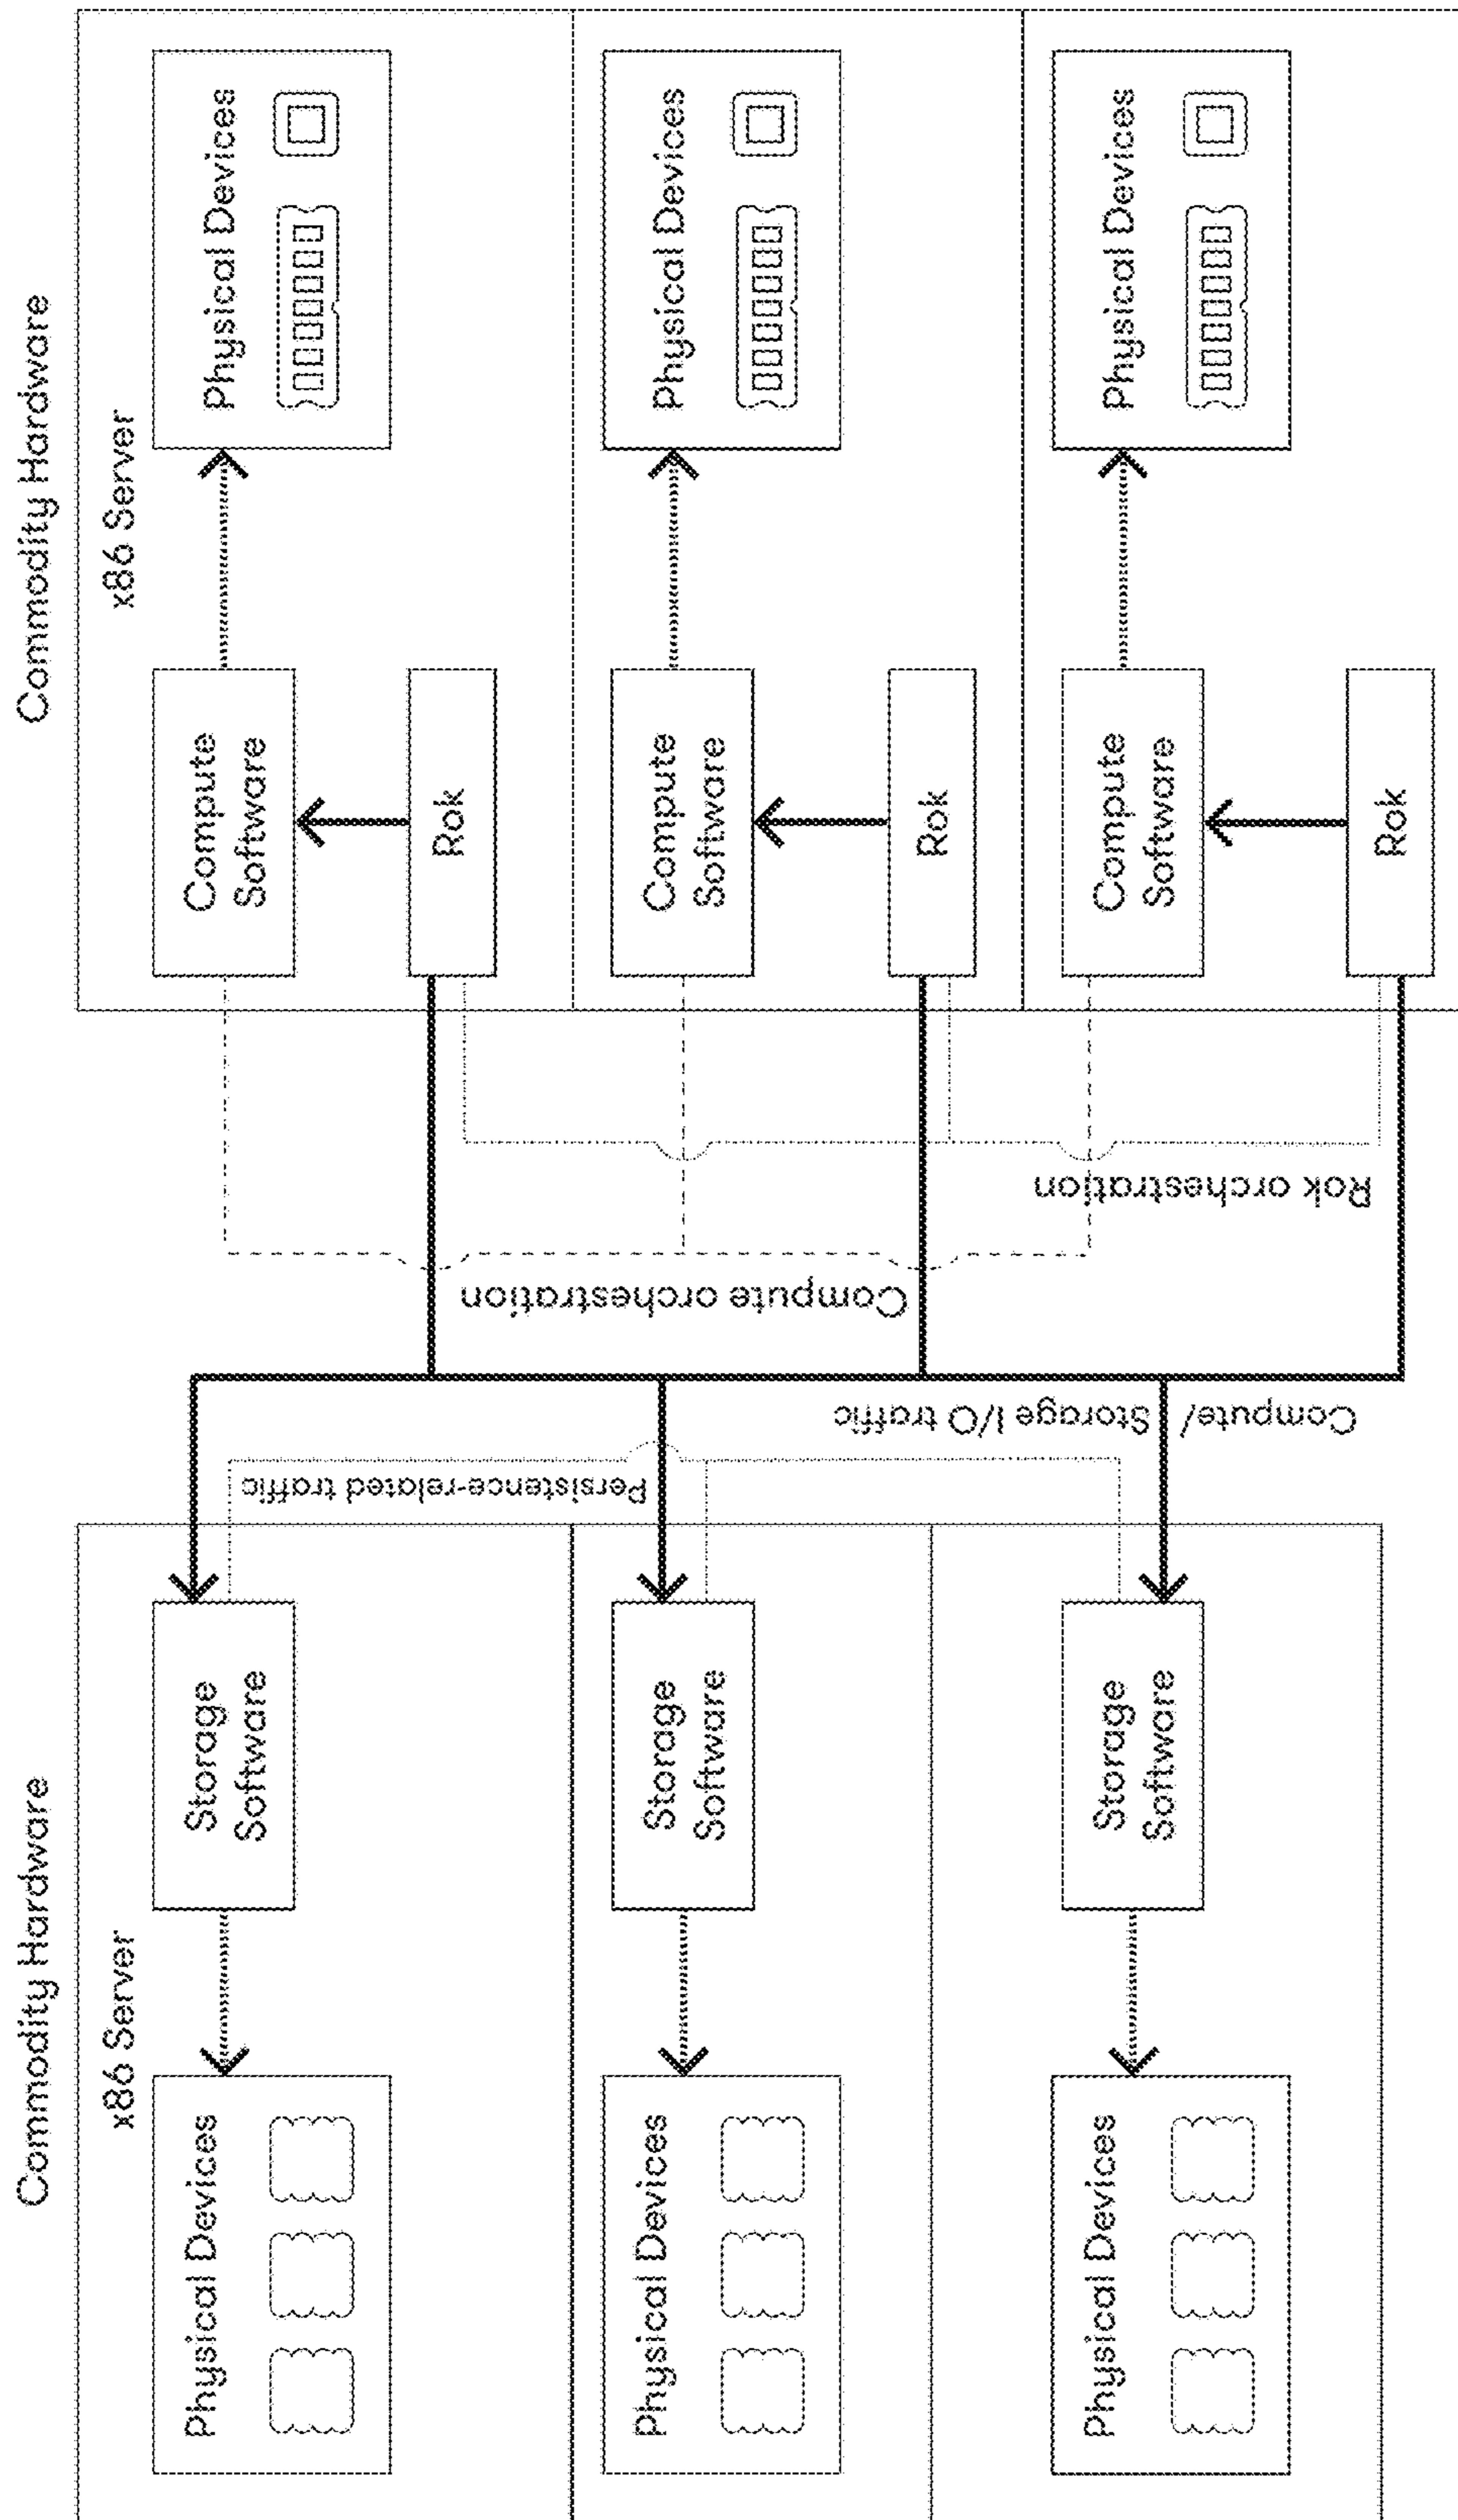 Commodity Hardware
x86 Server
Physical Devices
Storage
Software
Physical Devices
Storage
Software
Physical Devices
Storage
Software
Persistence-related traffic
Compute/
Storage I/O traffic
Compute orchestration
Rok orchestration
Commodity Hardware
x86 Server
Compute
Software
Rok
Physical Devices
Compute
Software
Rok
Physical Devices
Compute
Software
Rok
Physical Devices